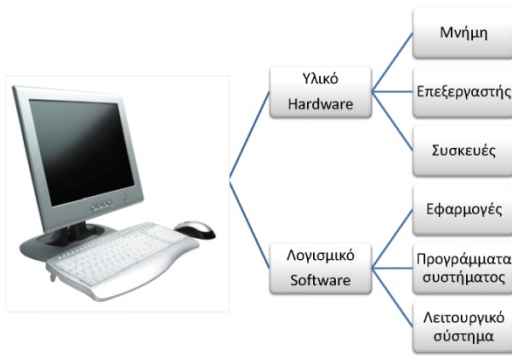 Υλικό
Hardware
Μνήμη
Επεξεργαστής
Συσκευές
Λογισμικό
Software
Εφαρμογές
Προγράμματα
συστήματος
Λειτουργικό
σύστημα